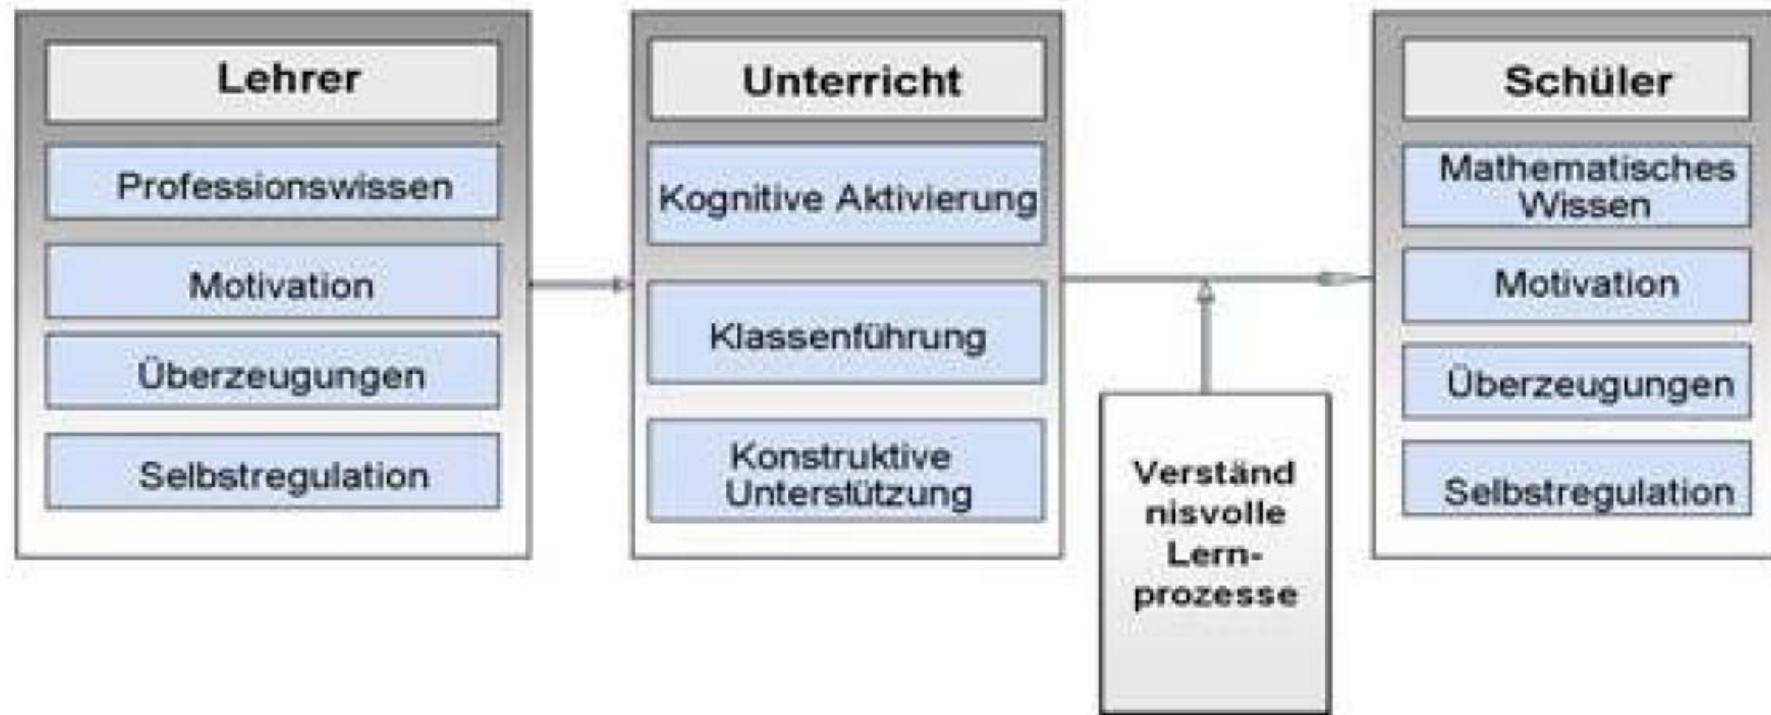 Lehrer
Professionswissen
Motivation
Überzeugungen
Selbstregulation
Unterricht
Kognitive Aktivierung
Klassenführung
Konstruktive
Unterstützung
Verständ
nisvolle
Lern-
prozesse
Schüler
Mathematisches
Wissen
Motivation
Überzeugungen
Selbstregulation